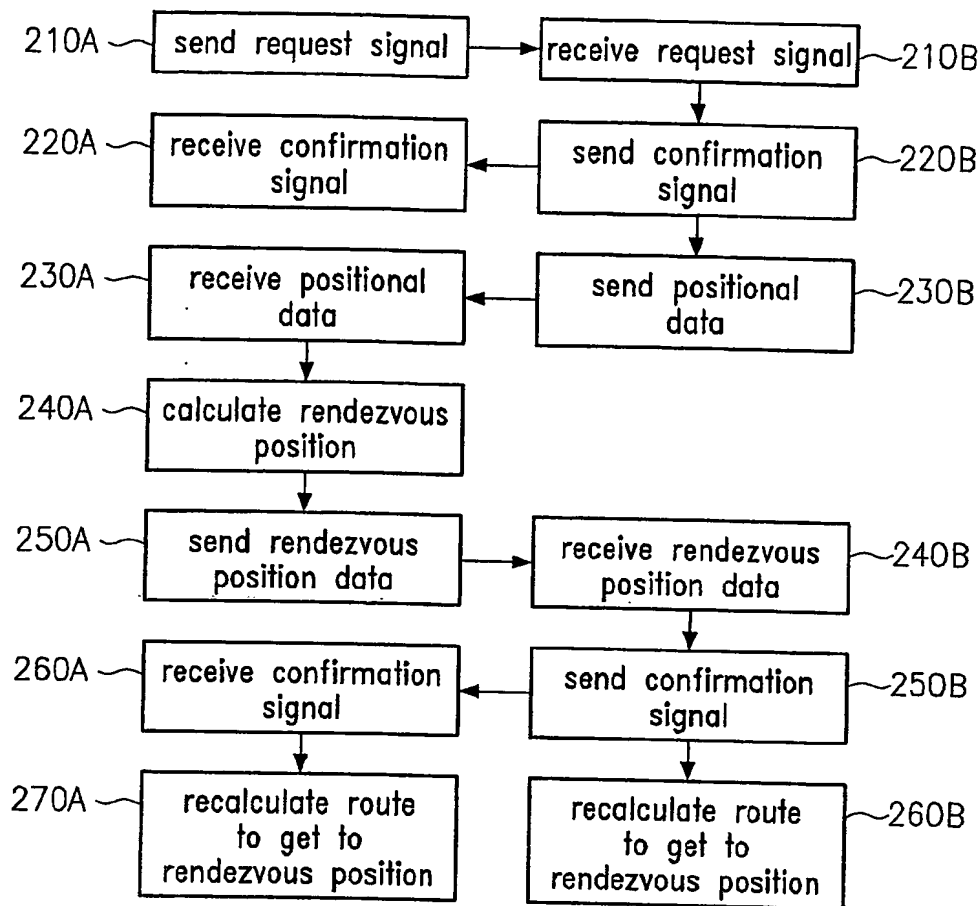 210A
send request signal
receive request signal
210B
220A
receive confirmation
signal
send confirmation
signal
220B
230A
receive positional
data
send positional
data
230B
240A
calculate rendezvous
position
250A
send rendezvous
position data
receive rendezvous
position data
240B
260A
receive confirmation
signal
send confirmation
signal
250B
270A
recalculate route
to get to
rendezvous position
recalculate route
to get to
rendezvous position
260B